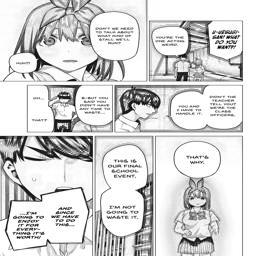 U-UESUGI-
SAN! WHAT
DO YOU
WANT?!
YOU'RE THE
ONE ACTING
WEIRD.
DON'T WE NEED
TO TALK ABOUT
WHAT KIND
OF STALL WE'LL
RUN?
HUH?!
DIDN'T THE
TEACHER
TELL YOU?
WE'RE THE
CLASS
OFFICERS.
YOU AND
I HAVE TO
HANDLE IT.
B-BUT YOU
SAID YOU
DIDN'T HAVE
ANY TIME TO
WASTE...
UH...
THAT?
THAT'S
WHY.
THIS IS
OUR FINAL
SCHOOL
EVENT.
I'M NOT
GOING TO
WASTE IT.
AND
SINCE WE
HAVE TO
DO THIS...
...I'M
GOING TO
ENJOY
IT FOR
EVERY-
THING IT'S
WORTH!